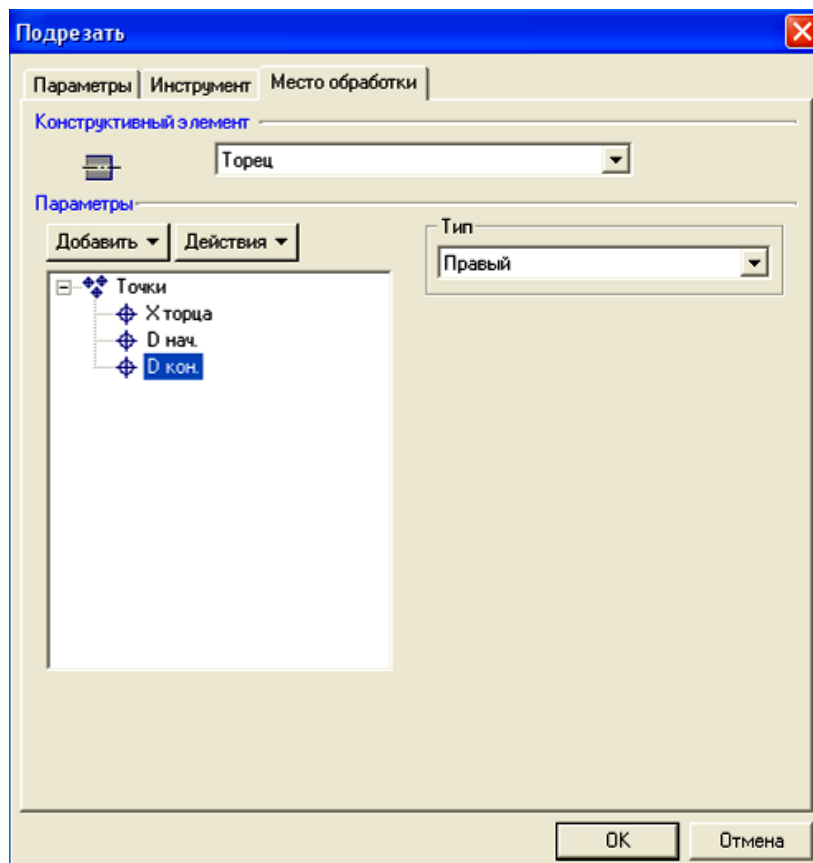 Подрезать
Параметры Инструмент Место обработки
Конструктивный элемент
Торец
Параметры
Добавить Действия
Тип
Правый
Точки
X торца
D нач.
D кон.
OK Отмена